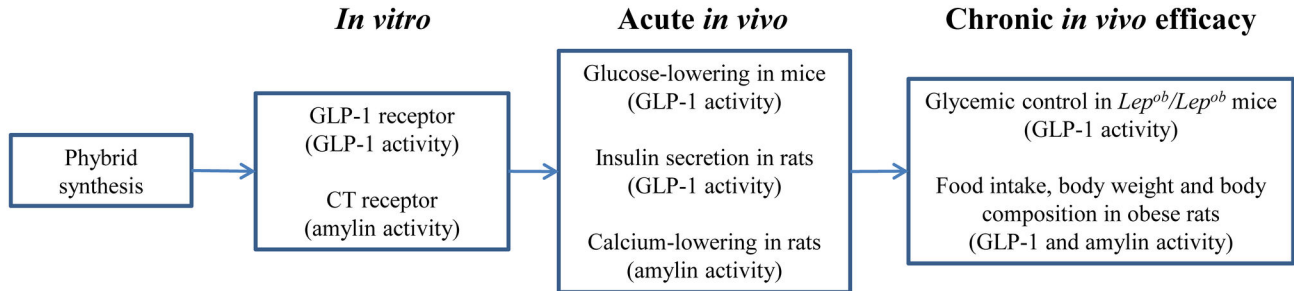 In vitro
Acute in vivo
Chronic in vivo efficacy
Phybrid
synthesis
GLP-1 receptor
(GLP-1 activity)
CT receptor
(amylin activity)
Glucose-lowering in mice
(GLP-1 activity)
Insulin secretion in rats
(GLP-1 activity)
Calcium-lowering in rats
(amylin activity)
Glycemic control in Lepob/Lepob mice
(GLP-1 activity)
Food intake, body weight and body
composition in obese rats
(GLP-1 and amylin activity)